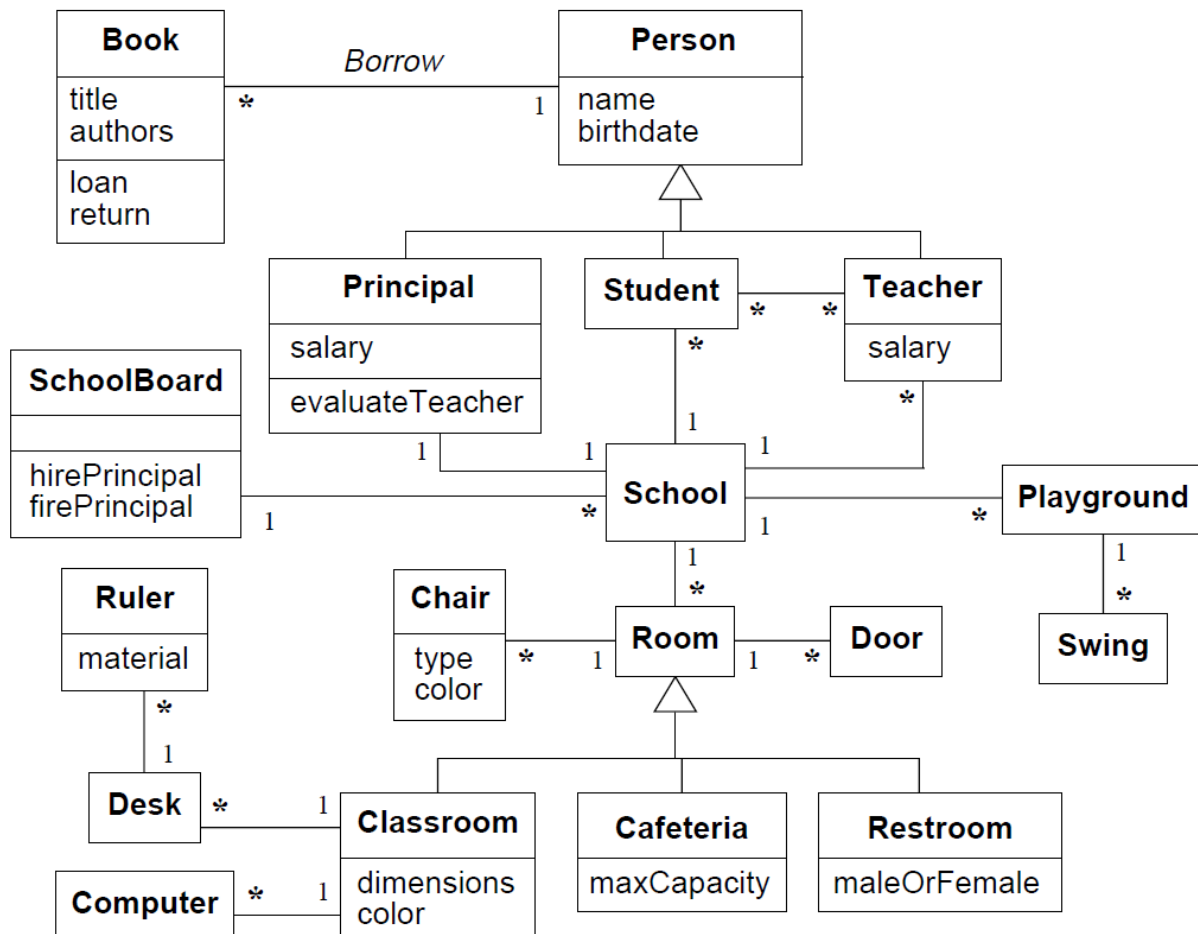 Book
title
authors
loan
return
Borrow
*
1
Person
name
birthdate
Principal
salary
evaluateTeacher
Student
*
*
Teacher
salary
SchoolBoard
hirePrincipal
firePrincipal
*
*
1
1
1
1
School
1
*
1
*
Playground
1
*
Swing
1
*
Ruler
material
Chair
type
color
*
1
Room
1
*
Door
*
1
Desk
*
1
Classroom
dimensions
color
Computer
*
1
Cafeteria
maxCapacity
Restroom
maleOrFemale